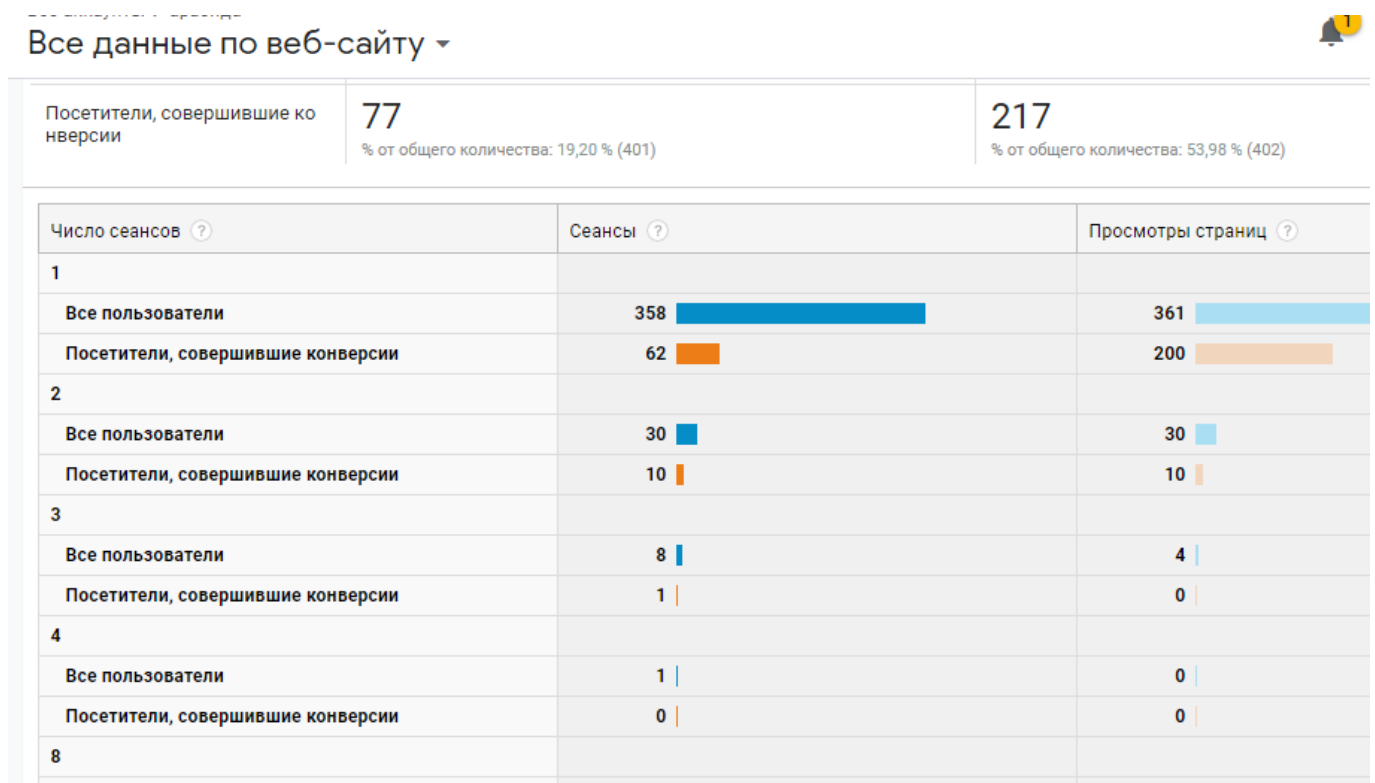 Все данные по веб-сайту
1
Посетители, совершившие ко
нверсии
77
% от общего количества: 19,20 % (401)
217
% от общего количества: 53,98 % (402)
Число сеансов ? Сеансы ? Просмотры страниц ?
1
Все пользователи 358 361
Посетители, совершившие конверсии 62 200
2
Все пользователи 30 30
Посетители, совершившие конверсии 10 10
3
Все пользователи 8 4
Посетители, совершившие конверсии 1 0
4
Все пользователи 1 0
Посетители, совершившие конверсии 0 0
8